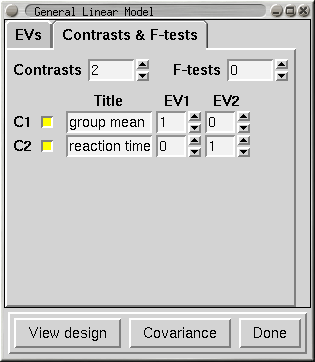 General Linear Model
EVs Contrasts & F-tests
Contrasts 2 F-tests 0
Title EV1 EV2
C1 group mean 1 0
C2 reaction time 0 1
View design Covariance Done